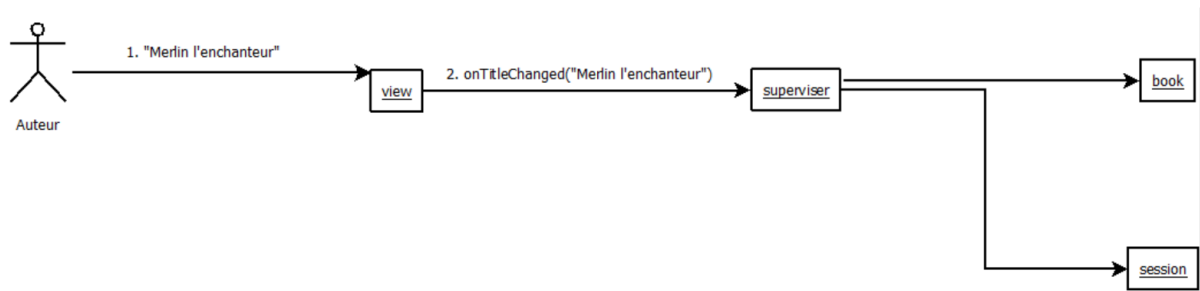 1. "Merlin l'enchanteur"
2. onTitleChanged("Merlin l'enchanteur")
view
superviser
book
Auteur
session